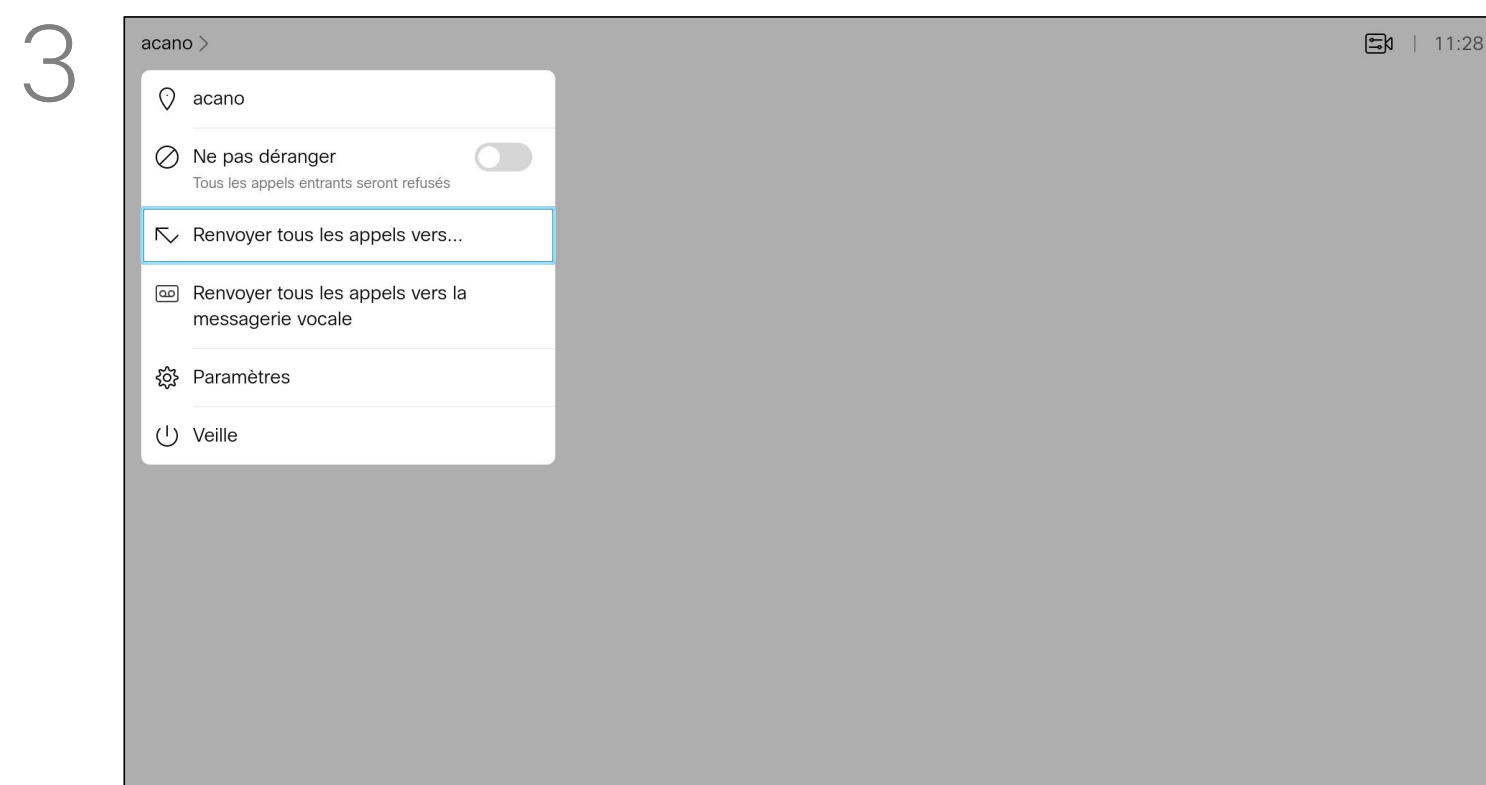 3
acano >
11:28
acano
Ne pas déranger
Tous les appels entrants seront refusés
Renvoyer tous les appels vers...
Renvoyer tous les appels vers la
messagerie vocale
Paramètres
Veille